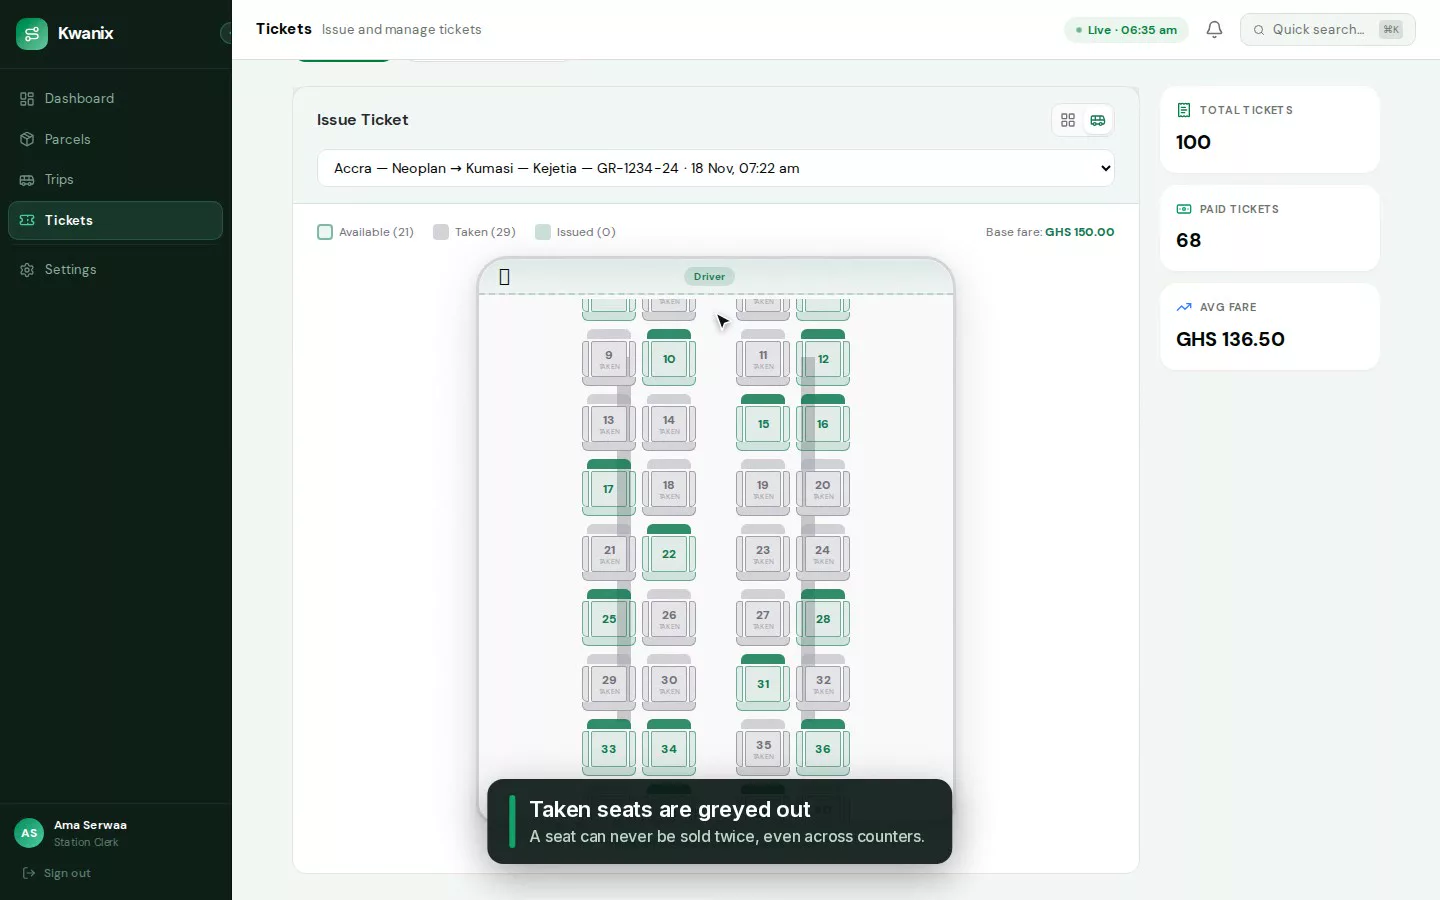 Kwanix
Tickets Issue and manage tickets
Live · 06:35 am
Quick search... ⌘K
Dashboard
Parcels
Trips
Tickets
Settings
Issue Ticket
Accra — Neoplan → Kumasi — Kejetia — GR-1234-24 · 18 Nov, 07:22 am
Available (21) Taken (29) Issued (0) Base fare: GHS 150.00
Driver
TAKEN TAKEN
9 TAKEN 10 11 TAKEN 12
13 TAKEN 14 TAKEN 15 16
17 18 TAKEN 19 TAKEN 20 TAKEN
21 TAKEN 22 23 TAKEN 24 TAKEN
25 26 TAKEN 27 TAKEN 28
29 TAKEN 30 TAKEN 31 32 TAKEN
33 34 35 TAKEN 36
Taken seats are greyed out
A seat can never be sold twice, even across counters.
TOTAL TICKETS
100
PAID TICKETS
68
AVG FARE
GHS 136.50
AS Ama Serwaa
Station Clerk
Sign out